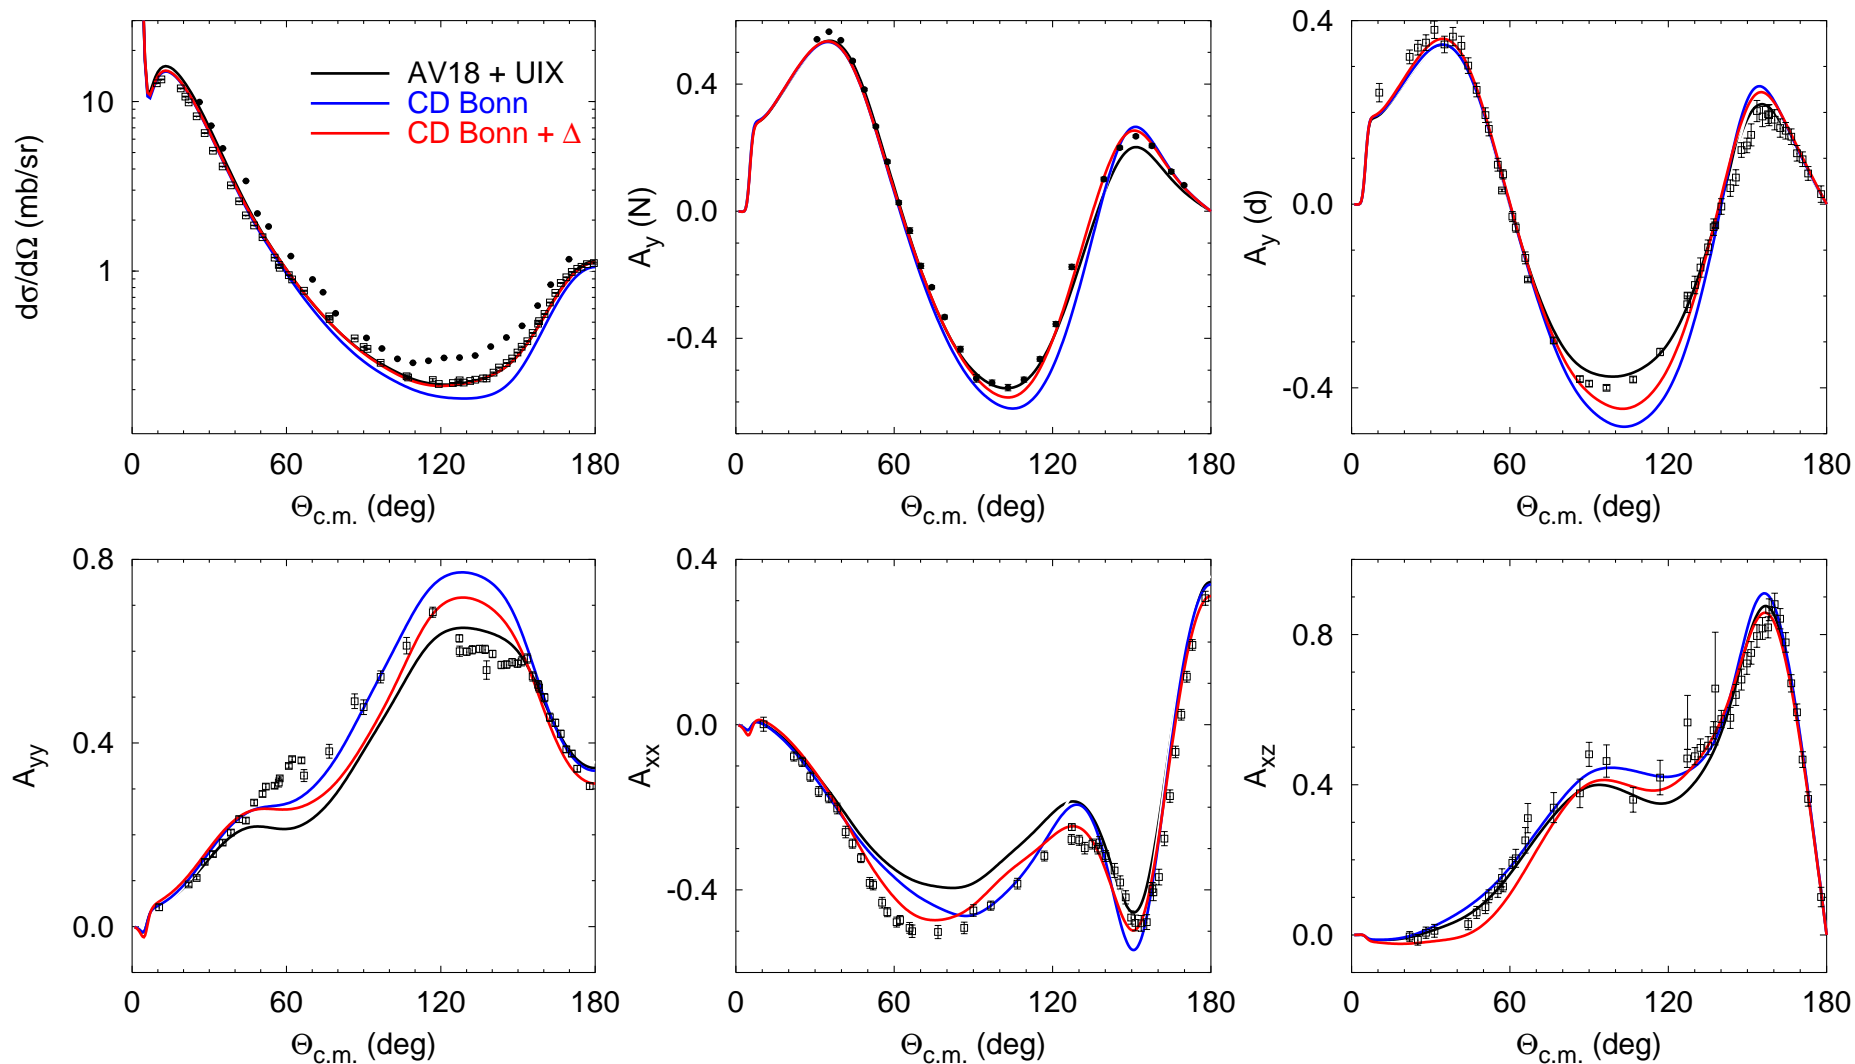 dσ/dΩ (mb/sr)
10
1
AV18 + UIX
CD Bonn
CD Bonn + Δ
0 60 120 180
Θc.m. (deg)
Ay (N)
0.4
0.0
-0.4
0 60 120 180
Θc.m. (deg)
Ay (d)
0.4
0.0
-0.4
0 60 120 180
Θc.m. (deg)
Ayy
0.8
0.4
0.0
0 60 120 180
Θc.m. (deg)
Axx
0.4
0.0
-0.4
0 60 120 180
Θc.m. (deg)
Axz
0.8
0.4
0.0
0 60 120 180
Θc.m. (deg)